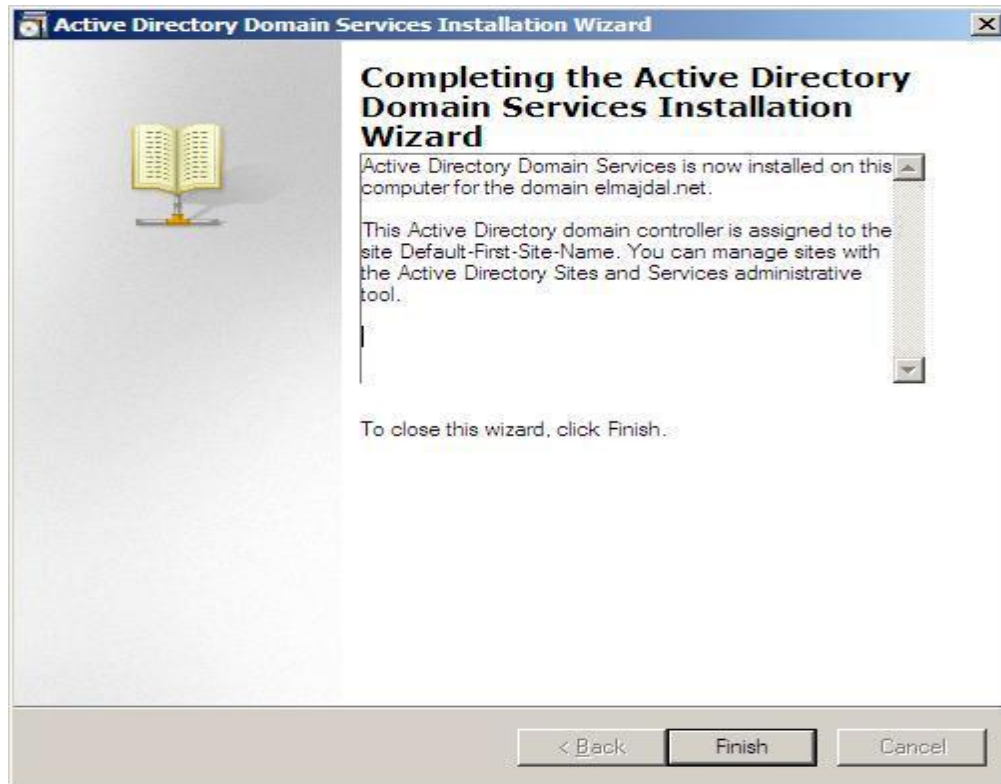 Active Directory Domain Services Installation Wizard
Completing the Active Directory
Domain Services Installation
Wizard
Active Directory Domain Services is now installed on this
computer for the domain elmajdal.net.
This Active Directory domain controller is assigned to the
site Default-First-Site-Name. You can manage sites with
the Active Directory Sites and Services administrative
tool.
To close this wizard, click Finish.
< Back Finish Cancel